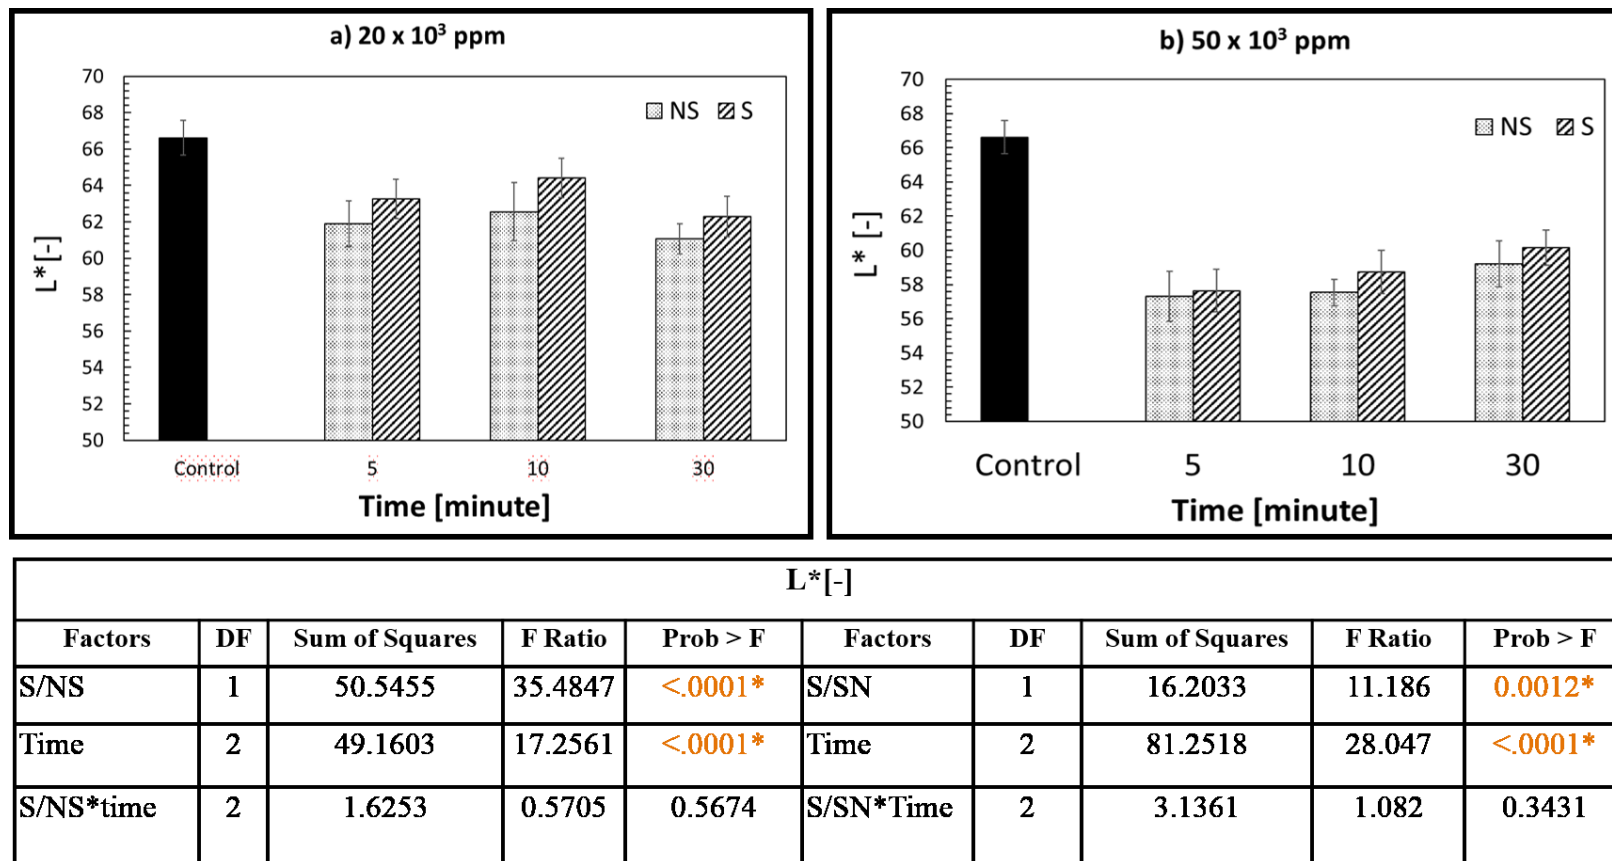 a) 20 x 10³ ppm
70
68
66
64
62
60
58
56
54
52
50
L* [-]
NS S
Control 5 10 30
Time [minute]
b) 50 x 10³ ppm
70
68
66
64
62
60
58
56
54
52
50
L* [-]
NS S
Control 5 10 30
Time [minute]
L*[-]
Factors DF Sum of Squares F Ratio Prob > F Factors DF Sum of Squares F Ratio Prob > F
S/NS 1 50.5455 35.4847 <.0001* S/SN 1 16.2033 11.186 0.0012*
Time 2 49.1603 17.2561 <.0001* Time 2 81.2518 28.047 <.0001*
S/NS*time 2 1.6253 0.5705 0.5674 S/SN*Time 2 3.1361 1.082 0.3431